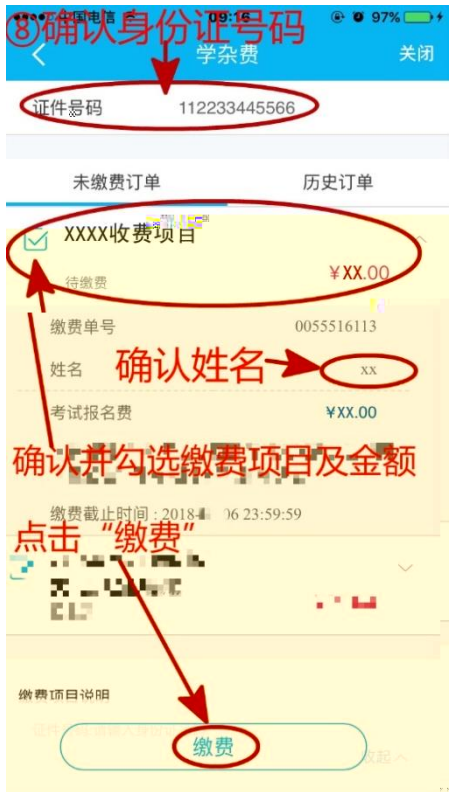 中国电信 09:16 97%
⑧确认身份证号码
学杂费 关闭
证件号码 112233445566
未缴费订单 历史订单
XXXX收费项目
待缴费 ¥XX.00
缴费单号 0055516113
确认姓名
姓名 xx
考试报名费 ¥XX.00
确认并勾选缴费项目及金额
缴费截止时间 : 2018-4 06 23:59:59
点击“缴费”
缴费项目说明
缴费
收起